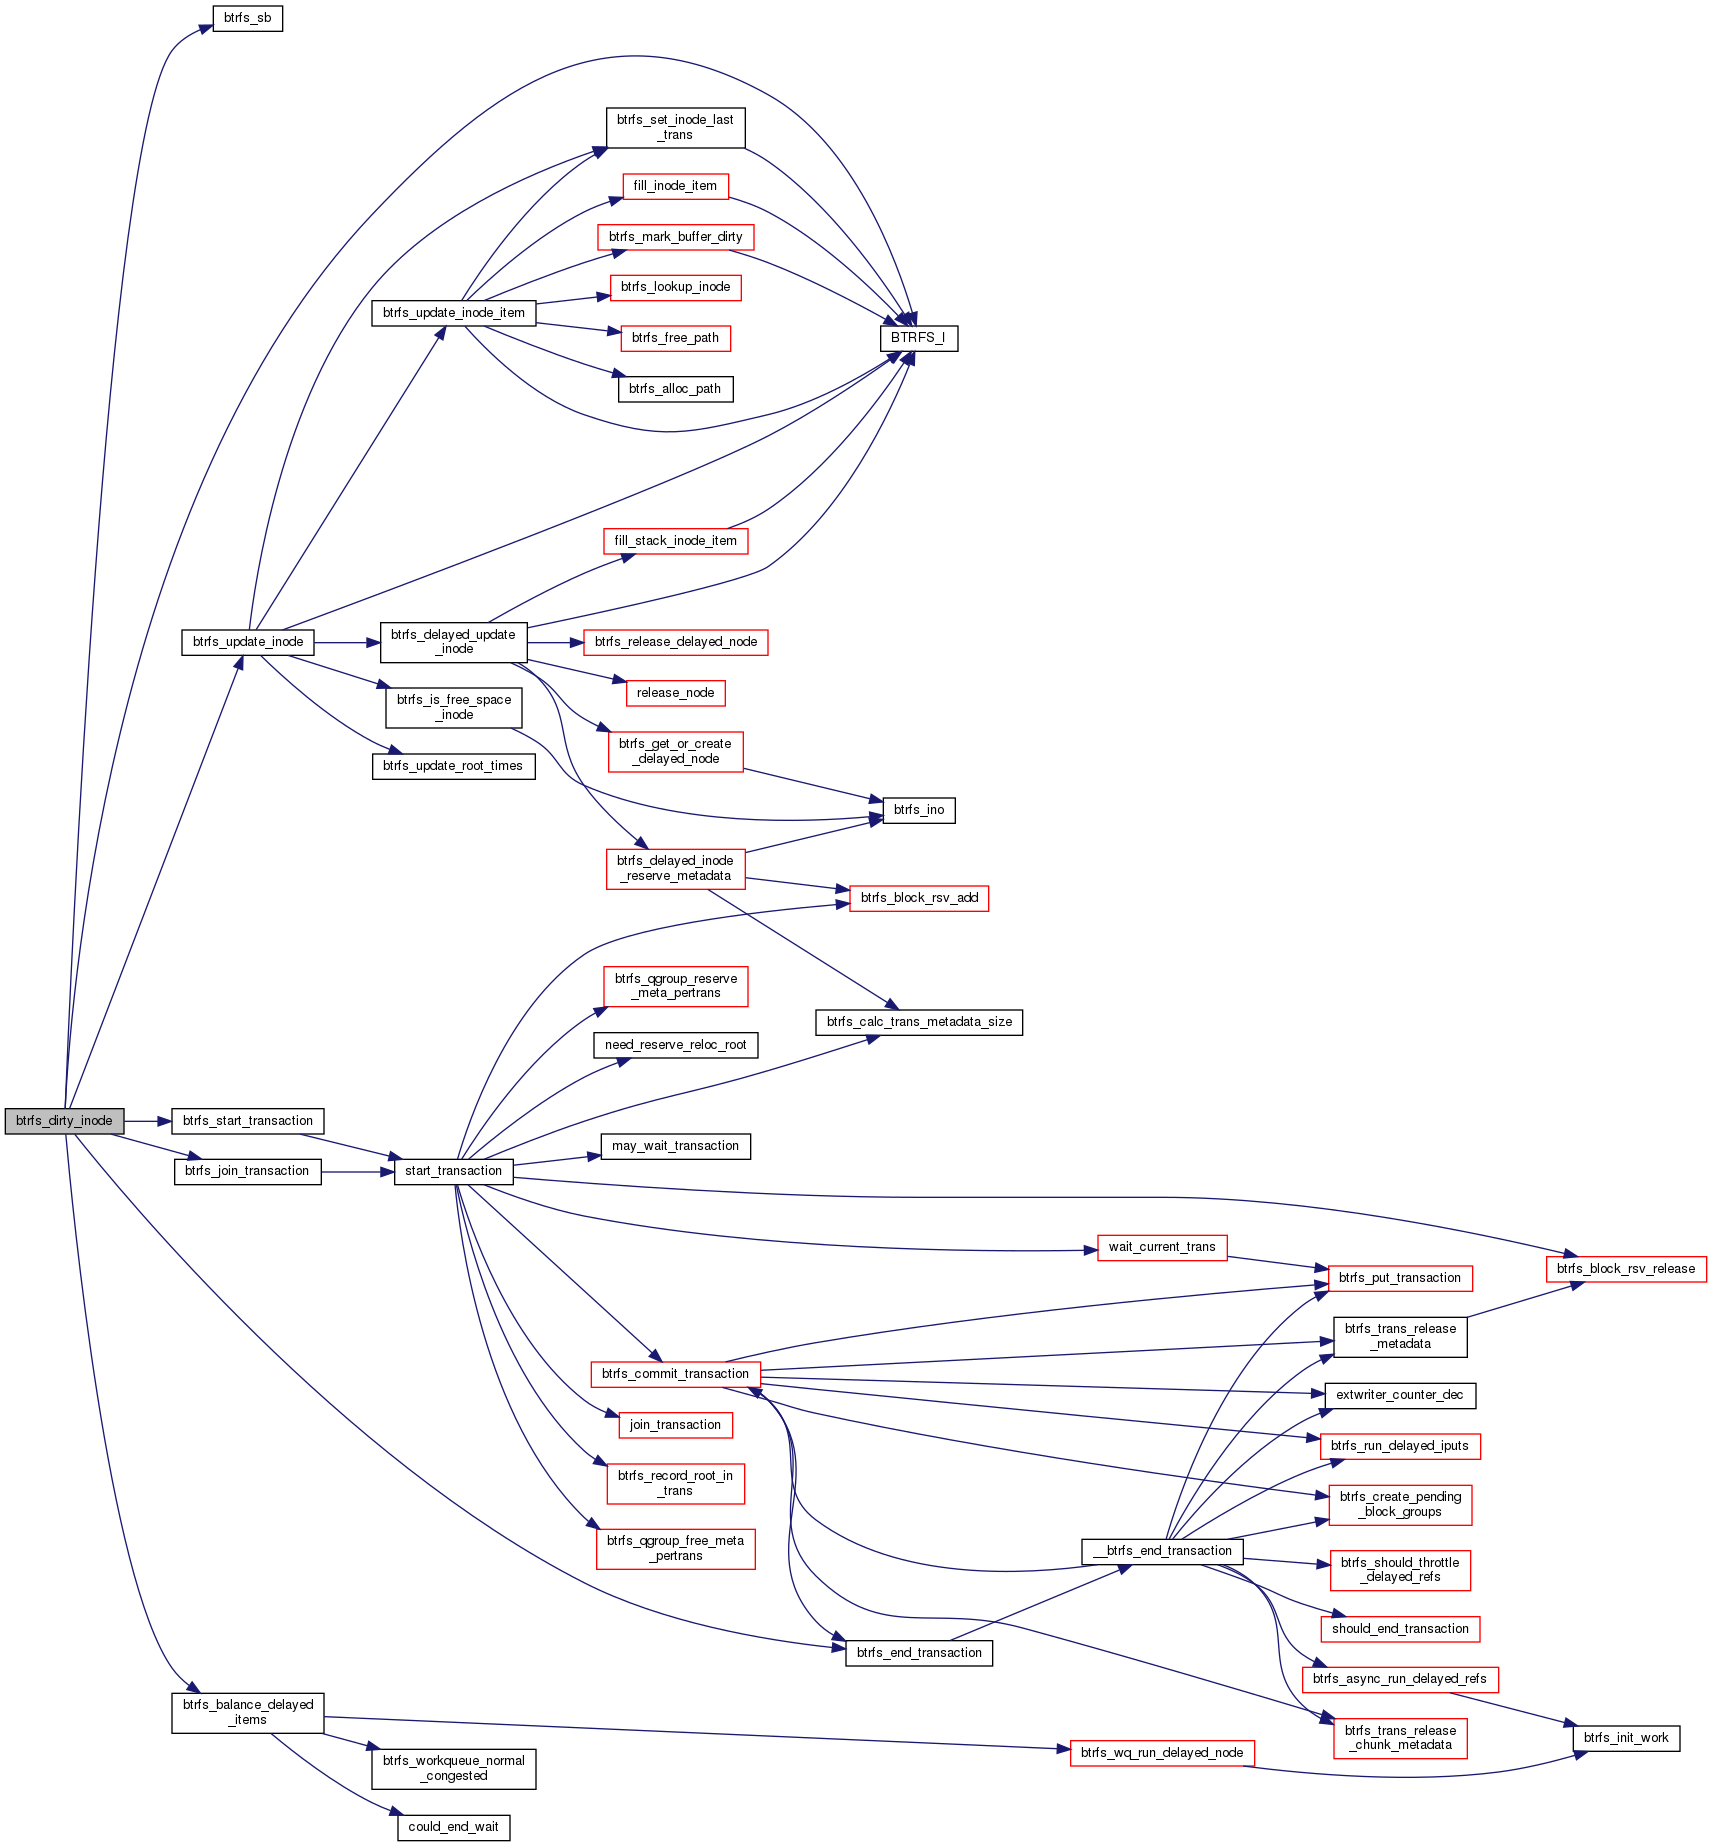 btrfs_sb
btrfs_set_inode_last
_trans
fill_inode_item
btrfs_mark_buffer_dirty
btrfs_lookup_inode
btrfs_update_inode_item
btrfs_free_path
BTRFS_I
btrfs_alloc_path
fill_stack_inode_item
btrfs_update_inode
btrfs_delayed_update
_inode
btrfs_release_delayed_node
release_node
btrfs_is_free_space
_inode
btrfs_get_or_create
_delayed_node
btrfs_update_root_times
btrfs_ino
btrfs_delayed_inode
_reserve_metadata
btrfs_block_rsv_add
btrfs_qgroup_reserve
_meta_pertrans
btrfs_calc_trans_metadata_size
need_reserve_reloc_root
btrfs_dirty_inode
btrfs_start_transaction
may_wait_transaction
btrfs_join_transaction
start_transaction
wait_current_trans
btrfs_block_rsv_release
btrfs_put_transaction
btrfs_trans_release
_metadata
btrfs_commit_transaction
extwriter_counter_dec
join_transaction
btrfs_run_delayed_iputs
btrfs_record_root_in
_trans
btrfs_create_pending
_block_groups
btrfs_qgroup_free_meta
_pertrans
__btrfs_end_transaction
btrfs_should_throttle
_delayed_refs
should_end_transaction
btrfs_end_transaction
btrfs_async_run_delayed_refs
btrfs_balance_delayed
_items
btrfs_trans_release
_chunk_metadata
btrfs_init_work
btrfs_wq_run_delayed_node
btrfs_workqueue_normal
_congested
could_end_wait